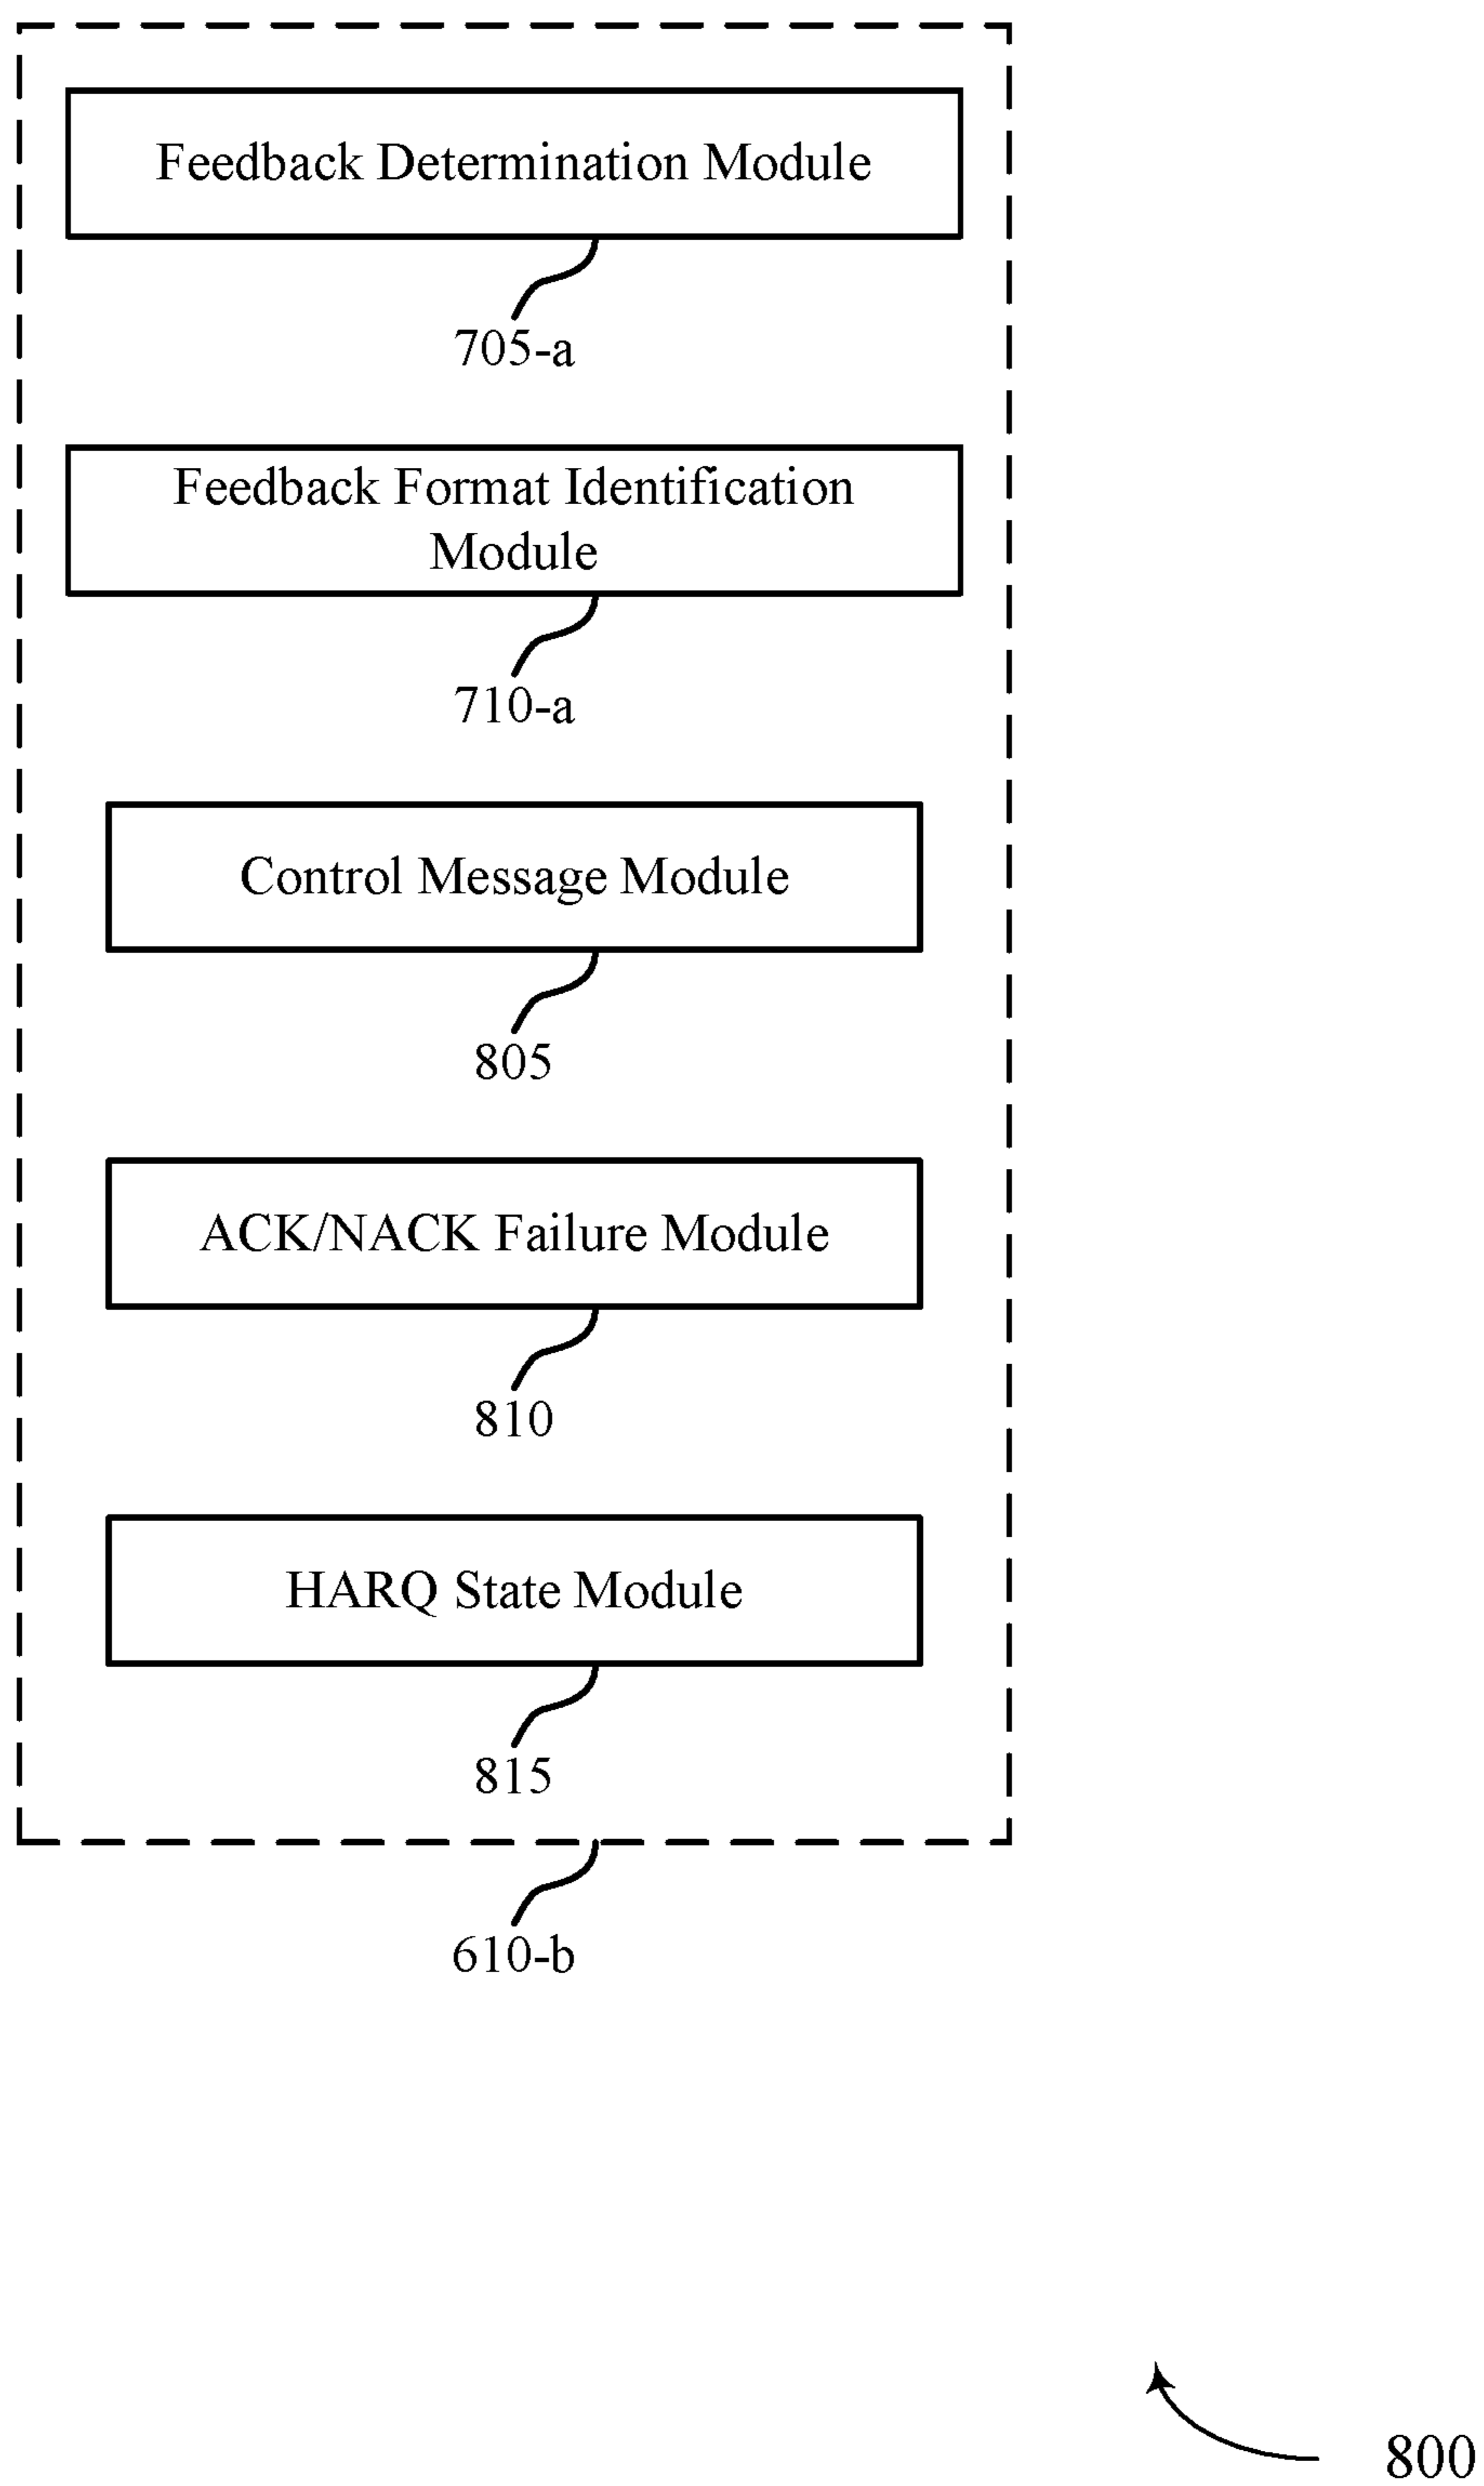 Feedback Determination Module
705-a
Feedback Format Identification
Module
710-a
Control Message Module
805
ACK/NACK Failure Module
810
HARQ State Module
815
610-b
800